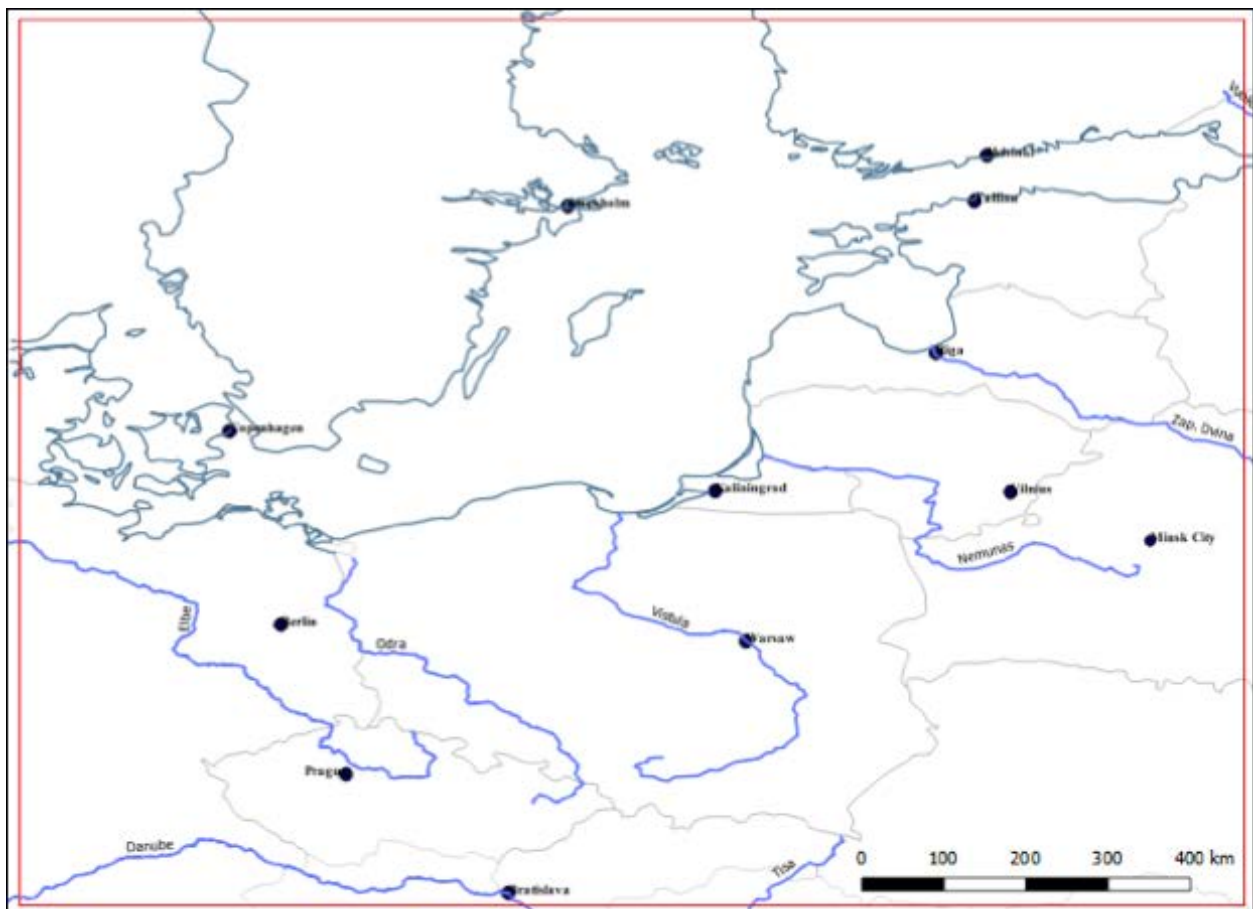 Helsinki
Stockholm
Tallinn
Riga
Zap. Dvina
Copenhagen
Kaliningrad
Vilnius
Minsk City
Nemunas
Elbe
Berlin
Vistula
Warsaw
Odra
Prague
Danube
Tisa
Bratislava
0 100 200 300 400 km